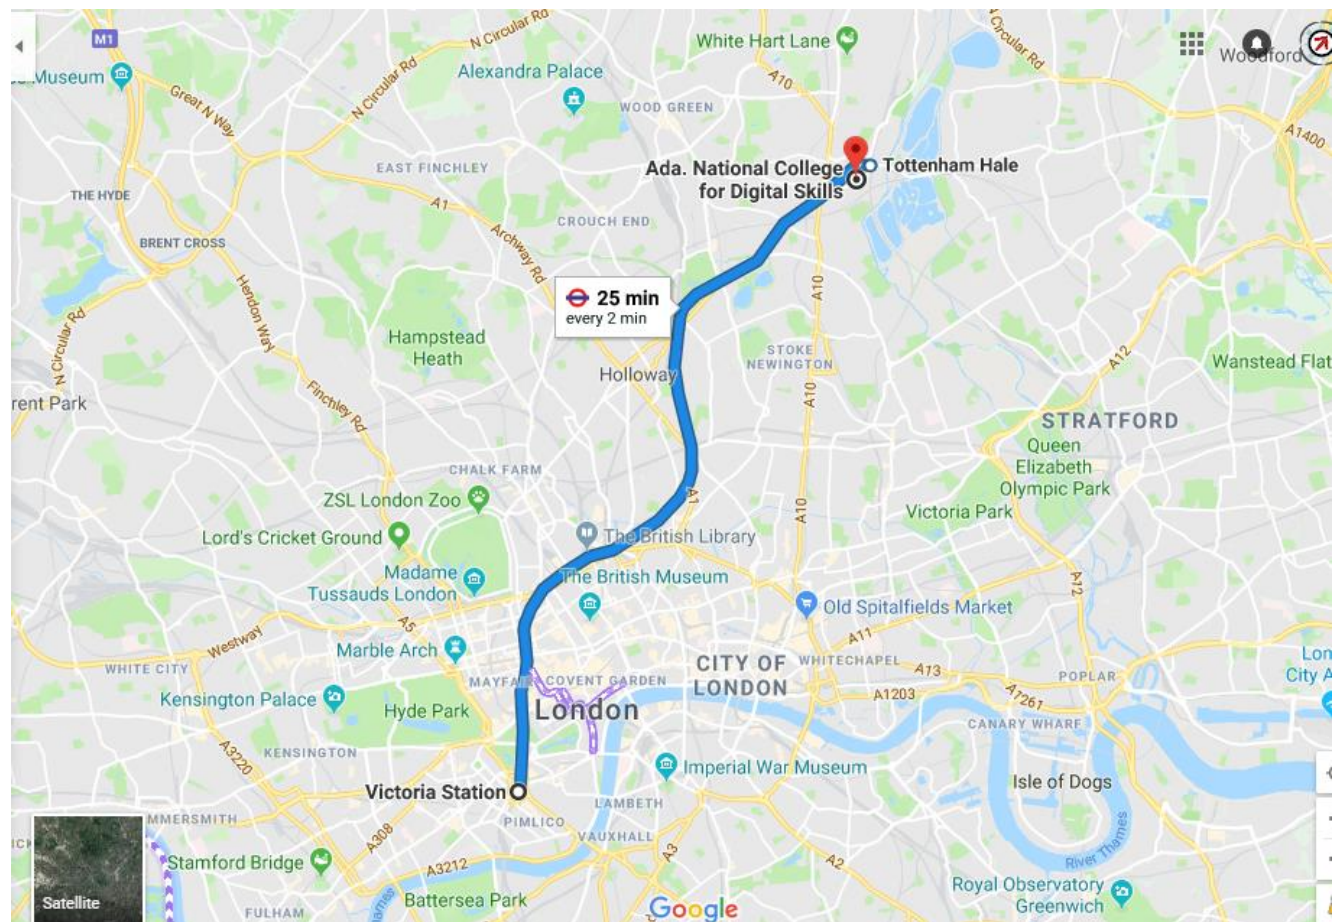 M1
N Circular Rd
White Hart Lane
N Circular Rd
Woodford
Museum
Alexandra Palace
A10
Great N Way
N Circular Rd
WOOD GREEN
A1400
EAST FINCHLEY
Ada. National College
for Digital Skills
Tottenham Hale
THE HYDE
A1
CROUCH END
BRENT CROSS
Archway Rd
Hendon Way
25 min
every 2 min
A10
N Circular Rd
Hampstead
Heath
STOKE
NEWINGTON
A12
Wanstead Flat
Holloway
rent Park
Finchley Rd
A10
STRATFORD
Queen
Elizabeth
Olympic Park
CHALK FARM
ZSL London Zoo
A1
A10
Victoria Park
Lord's Cricket Ground
The British Library
Madame
Tussauds London
The British Museum
A12
Old Spitalfields Market
A5
Westway
Marble Arch
A11
WHITE CITY
CITY OF
LONDON
WHITECHAPEL
A13
POPLAR
Lon
City A
MAYFAIR
COVENT GARDEN
Kensington Palace
Hyde Park
London
A1203
A1261
CANARY WHARF
A3220
KENSINGTON
Imperial War Museum
Isle of Dogs
Victoria Station
LAMBETH
MMERSMITH
PIMLICO
A308
VAUXHALL
Stamford Bridge
A3212
A3
A2
River Thames
Battersea Park
Royal Observatory
Greenwich
Satellite
FULHAM
Google